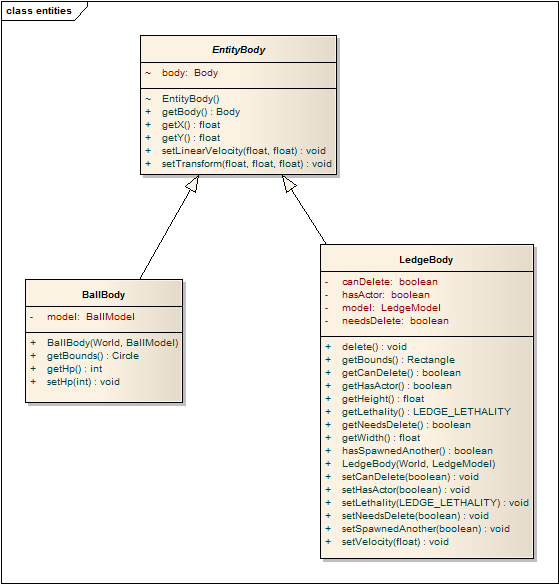 class entities
EntityBody
~ body: Body
~ EntityBody()
+ getBody() : Body
+ getX() : float
+ getY() : float
+ setLinearVelocity(float, float) : void
+ setTransform(float, float, float) : void
BallBody
- model: BallModel
+ BallBody(World, BallModel)
+ getBounds() : Circle
+ getHp() : int
+ setHp(int) : void
LedgeBody
- canDelete: boolean
- hasActor: boolean
- model: LedgeModel
- needsDelete: boolean
+ delete() : void
+ getBounds() : Rectangle
+ getCanDelete() : boolean
+ getHasActor() : boolean
+ getHeight() : float
+ getLethality() : LEDGE_LETHALITY
+ getNeedsDelete() : boolean
+ getWidth() : float
+ hasSpawnedAnother() : boolean
+ LedgeBody(World, LedgeModel)
+ setCanDelete(boolean) : void
+ setHasActor(boolean) : void
+ setLethality(LEDGE_LETHALITY) : void
+ setNeedsDelete(boolean) : void
+ setSpawnedAnother(boolean) : void
+ setVelocity(float) : void